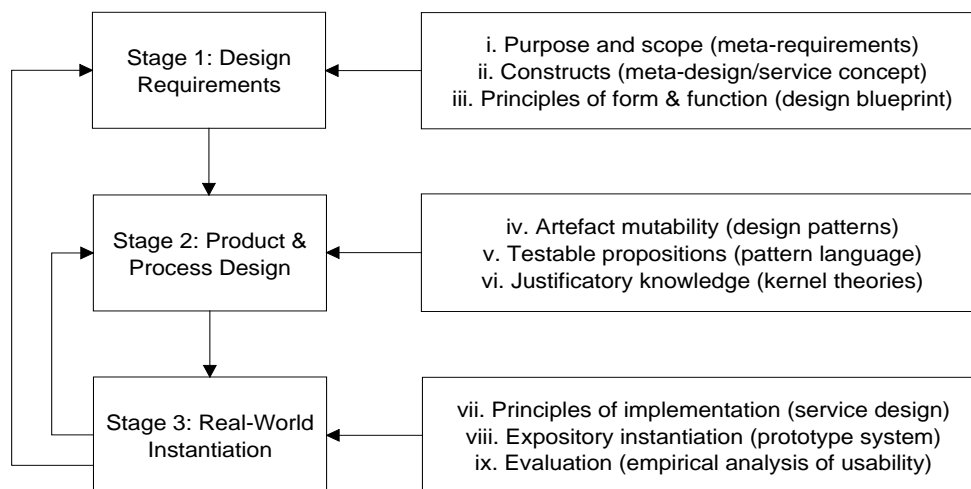 Stage 1: Design
Requirements
i. Purpose and scope (meta-requirements)
ii. Constructs (meta-design/service concept)
iii. Principles of form & function (design blueprint)
Stage 2: Product &
Process Design
iv. Artefact mutability (design patterns)
v. Testable propositions (pattern language)
vi. Justificatory knowledge (kernel theories)
Stage 3: Real-World
Instantiation
vii. Principles of implementation (service design)
viii. Expository instantiation (prototype system)
ix. Evaluation (empirical analysis of usability)